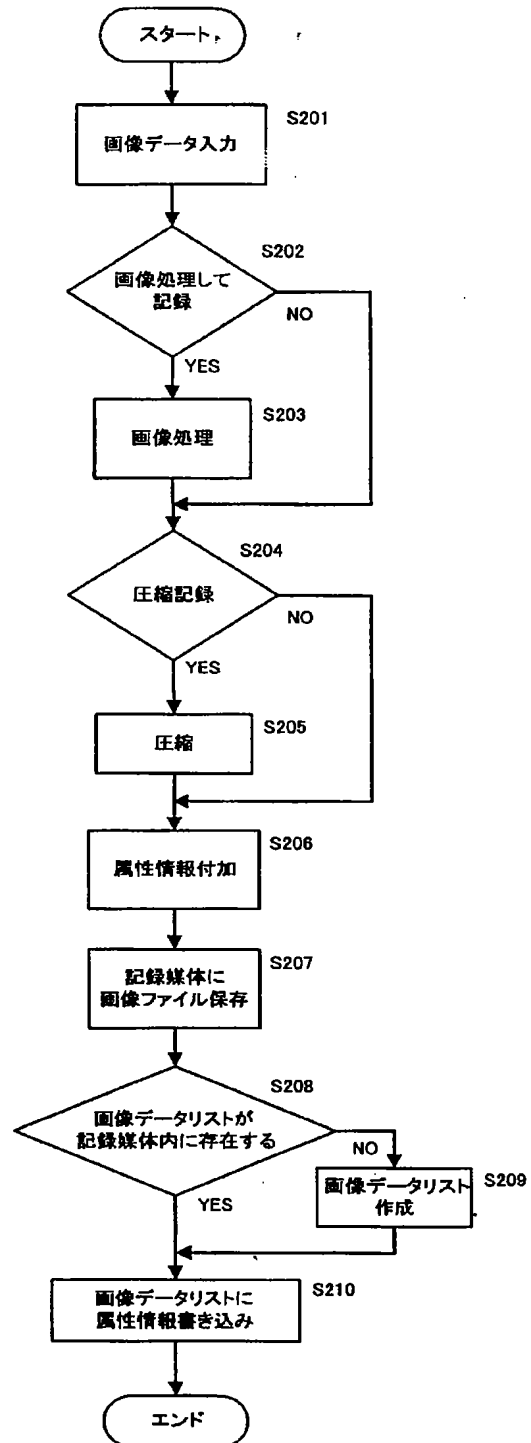 スタート
S201
画像データ入力
S202
画像処理して
記録
NO
YES
S203
画像処理
S204
圧縮記録
NO
YES
S205
圧縮
S206
属性情報付加
S207
記録媒体に
画像ファイル保存
S208
画像データリストが
記録媒体内に存在する
NO
YES
S209
画像データリスト
作成
S210
画像データリストに
属性情報書き込み
エンド